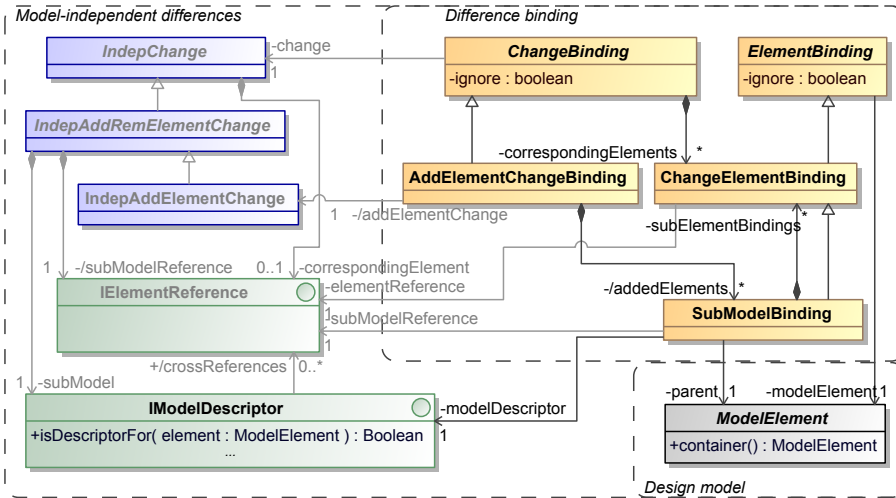 Model-independent differences
Difference binding
IndepChange
-change
1
ChangeBinding
-ignore : boolean
ElementBinding
-ignore : boolean
IndepAddRemElementChange
-correspondingElements
*
IndepAddElementChange
AddElementChangeBinding
ChangeElementBinding
1
-/addElementChange
-subElementBindings
*
1
-/subModelReference
0..1
-correspondingElement
IElementReference
-elementReference
1
-/addedElements
*
-subModelReference
1
SubModelBinding
+/crossReferences
0..*
1
-subModel
-parent
1
-modelElement
1
IModelDescriptor
+isDescriptorFor( element : ModelElement ) : Boolean
...
-modelDescriptor
1
ModelElement
+container() : ModelElement
Design model